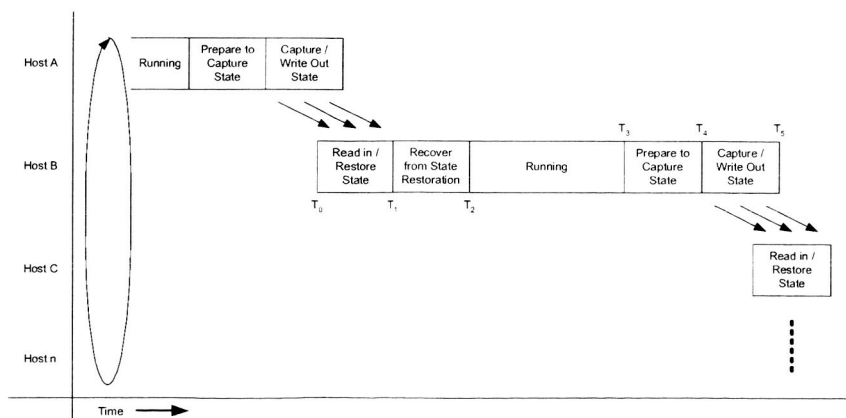 Host A
Running
Prepare to
Capture
State
Capture /
Write Out
State
Host B
Read in /
Restore
State
Recover
from State
Restoration
Running
T3
Prepare to
Capture
State
T4
Capture /
Write Out
State
T5
T0
T1
T2
Host C
Read in /
Restore
State
Host n
Time